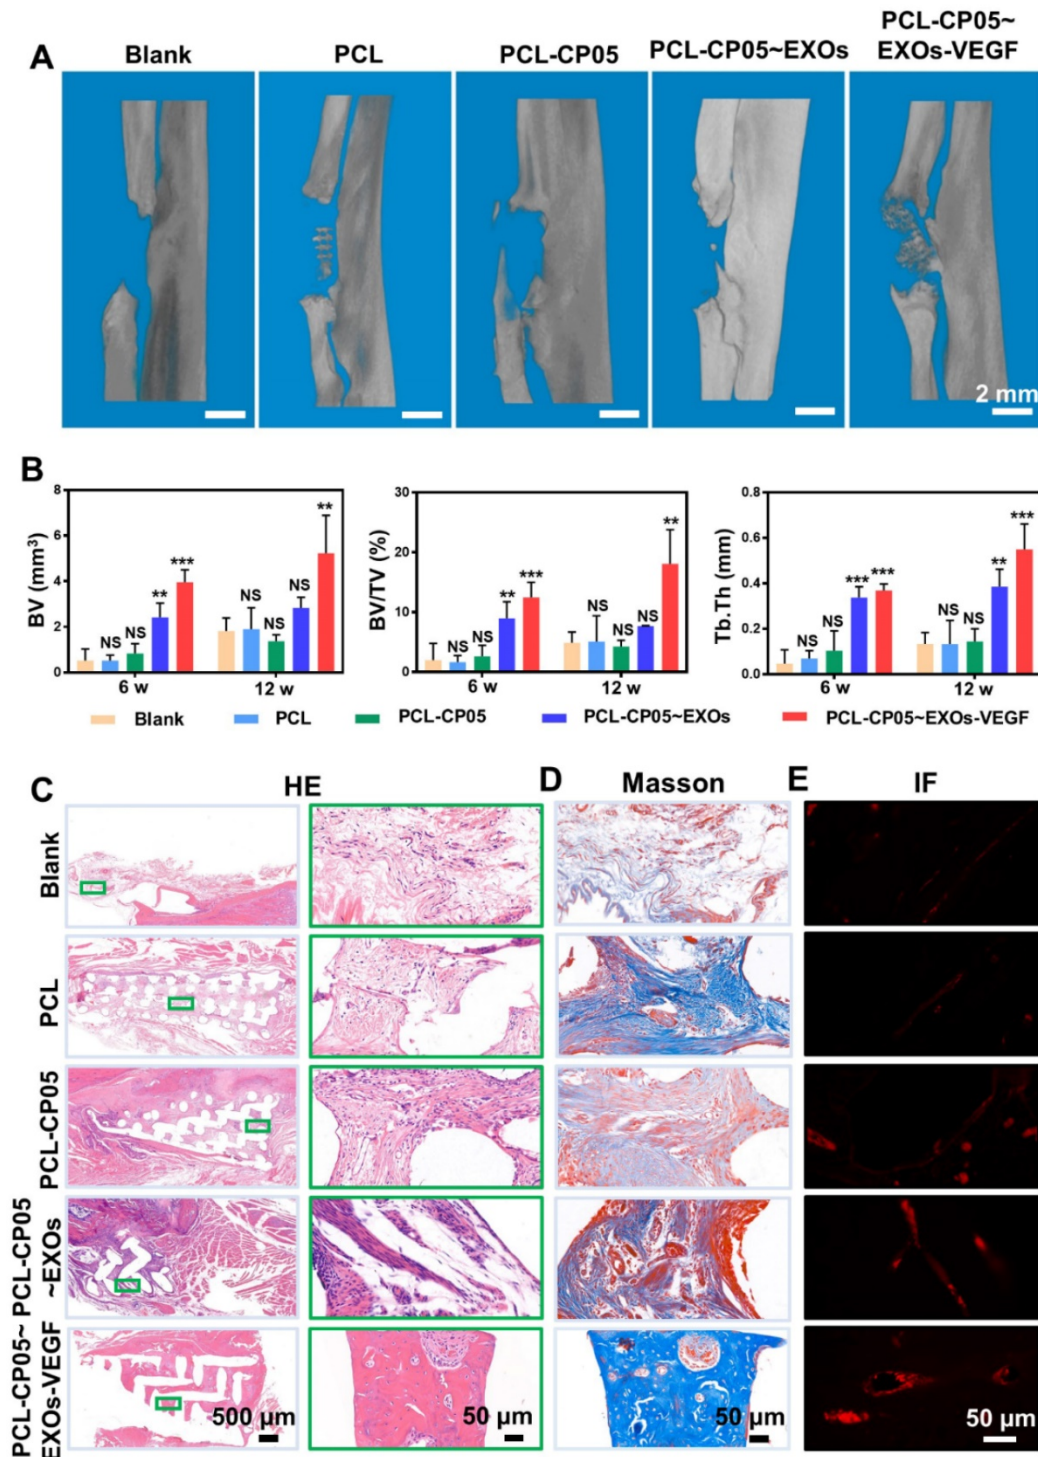 A
Blank
PCL
PCL-CP05
PCL-CP05~EXOs
PCL-CP05~
EXOs-VEGF
2 mm
B
BV (mm³)
8
6
4
2
0
NS
NS
**
***
NS
NS
NS
**
6 w
12 w
BV/TV (%)
30
20
10
0
NS
NS
**
***
NS
NS
NS
**
6 w
12 w
Tb.Th (mm)
0.8
0.6
0.4
0.2
0.0
NS
NS
***
***
NS
NS
**
***
6 w
12 w
Blank
PCL
PCL-CP05
PCL-CP05~EXOs
PCL-CP05~EXOs-VEGF
C
HE
D
Masson
E
IF
Blank
PCL
PCL-CP05
PCL-CP05
~EXOs
PCL-CP05~
EXOs-VEGF
500 µm
50 µm
50 µm
50 µm